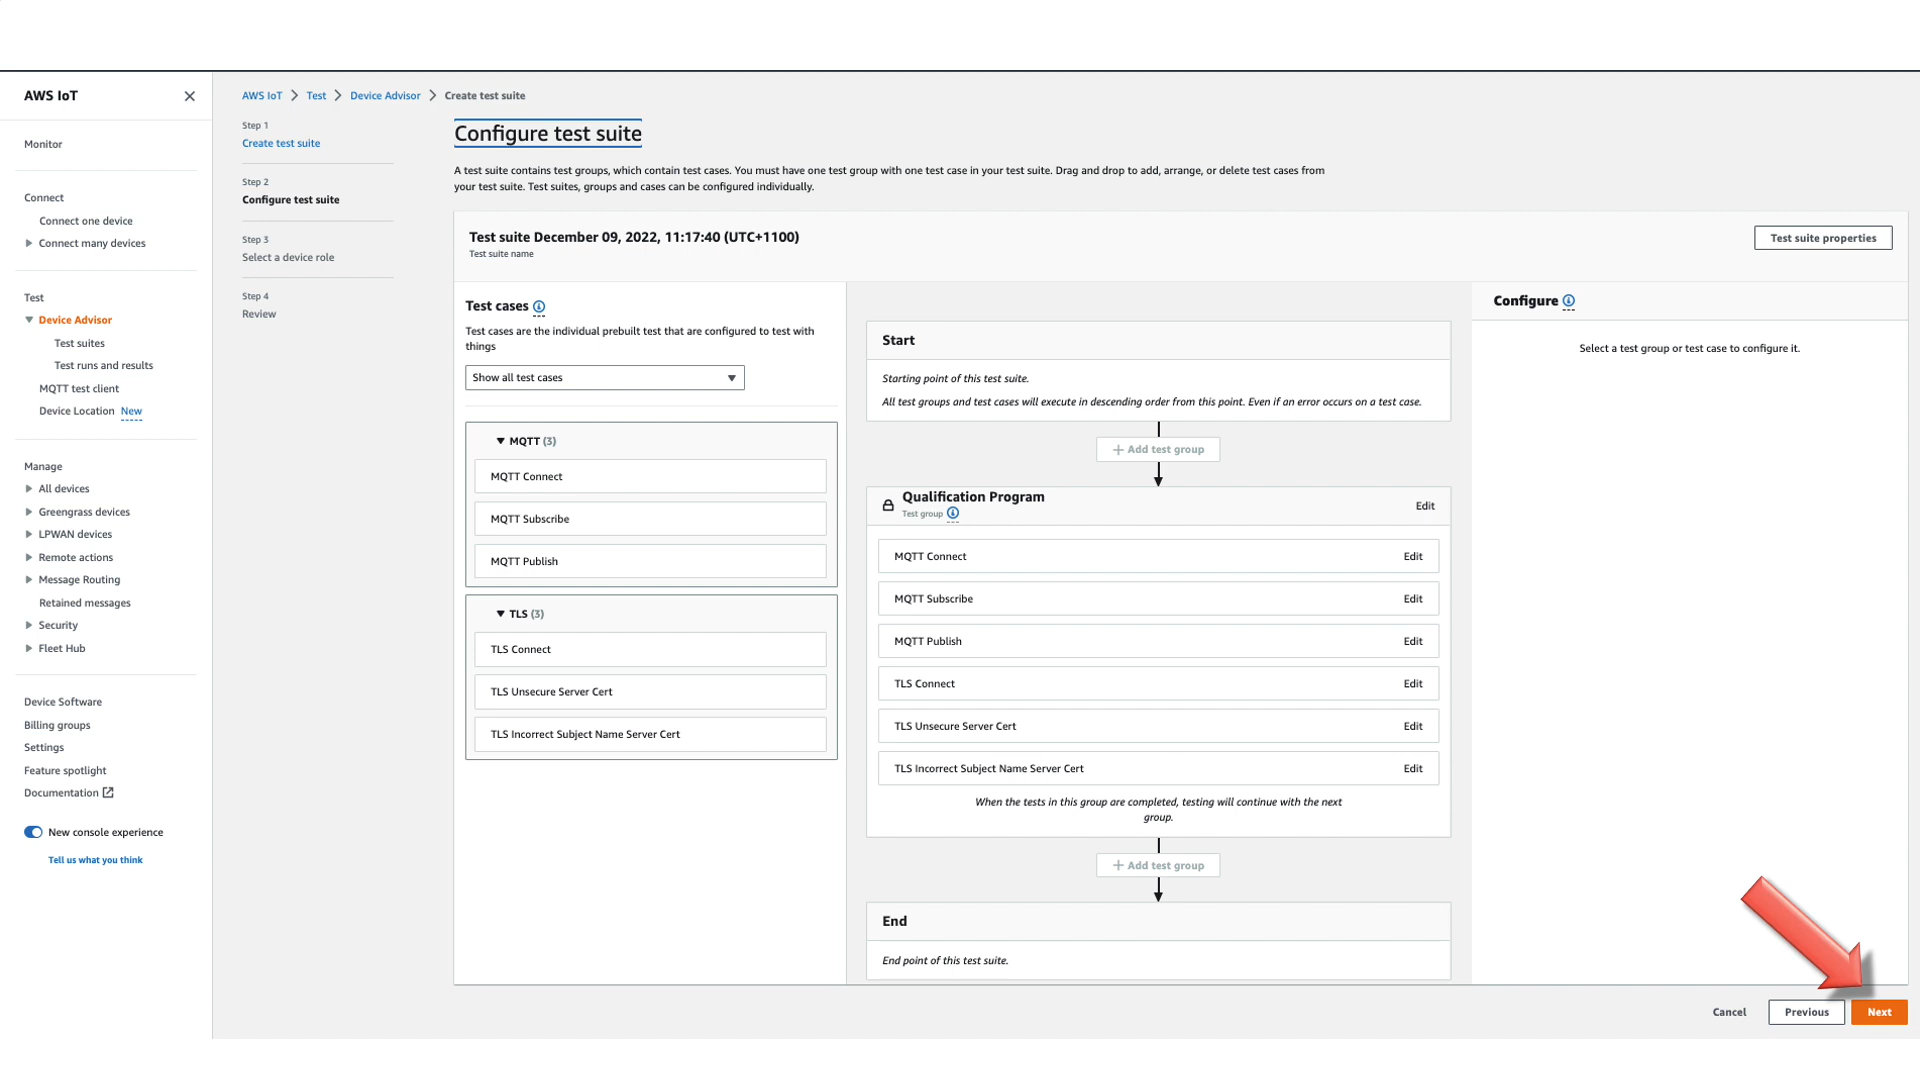 AWS IoT
Monitor
Connect
Connect one device
Connect many devices
Test
Device Advisor
Test suites
Test runs and results
MQTT test client
Device Location New
Manage
All devices
Greengrass devices
LPWAN devices
Remote actions
Message Routing
Retained messages
Security
Fleet Hub
Device Software
Billing groups
Settings
Feature spotlight
Documentation
New console experience
Tell us what you think
AWS IoT > Test > Device Advisor > Create test suite
Step 1
Create test suite
Step 2
Configure test suite
Step 3
Select a device role
Step 4
Review
Configure test suite
A test suite contains test groups, which contain test cases. You must have one test group with one test case in your test suite. Drag and drop to add, arrange, or delete test cases from
your test suite. Test suites, groups and cases can be configured individually.
Test suite December 09, 2022, 11:17:40 (UTC+1100)
Test suite name
Test suite properties
Test cases
Test cases are the individual prebuilt test that are configured to test with
things
Show all test cases
MQTT (3)
MQTT Connect
MQTT Subscribe
MQTT Publish
TLS (3)
TLS Connect
TLS Unsecure Server Cert
TLS Incorrect Subject Name Server Cert
Start
Starting point of this test suite.
All test groups and test cases will execute in descending order from this point. Even if an error occurs on a test case.
+ Add test group
Qualification Program
Test group
Edit
MQTT Connect Edit
MQTT Subscribe Edit
MQTT Publish Edit
TLS Connect Edit
TLS Unsecure Server Cert Edit
TLS Incorrect Subject Name Server Cert Edit
When the tests in this group are completed, testing will continue with the next
group.
+ Add test group
End
End point of this test suite.
Configure
Select a test group or test case to configure it.
Cancel
Previous
Next